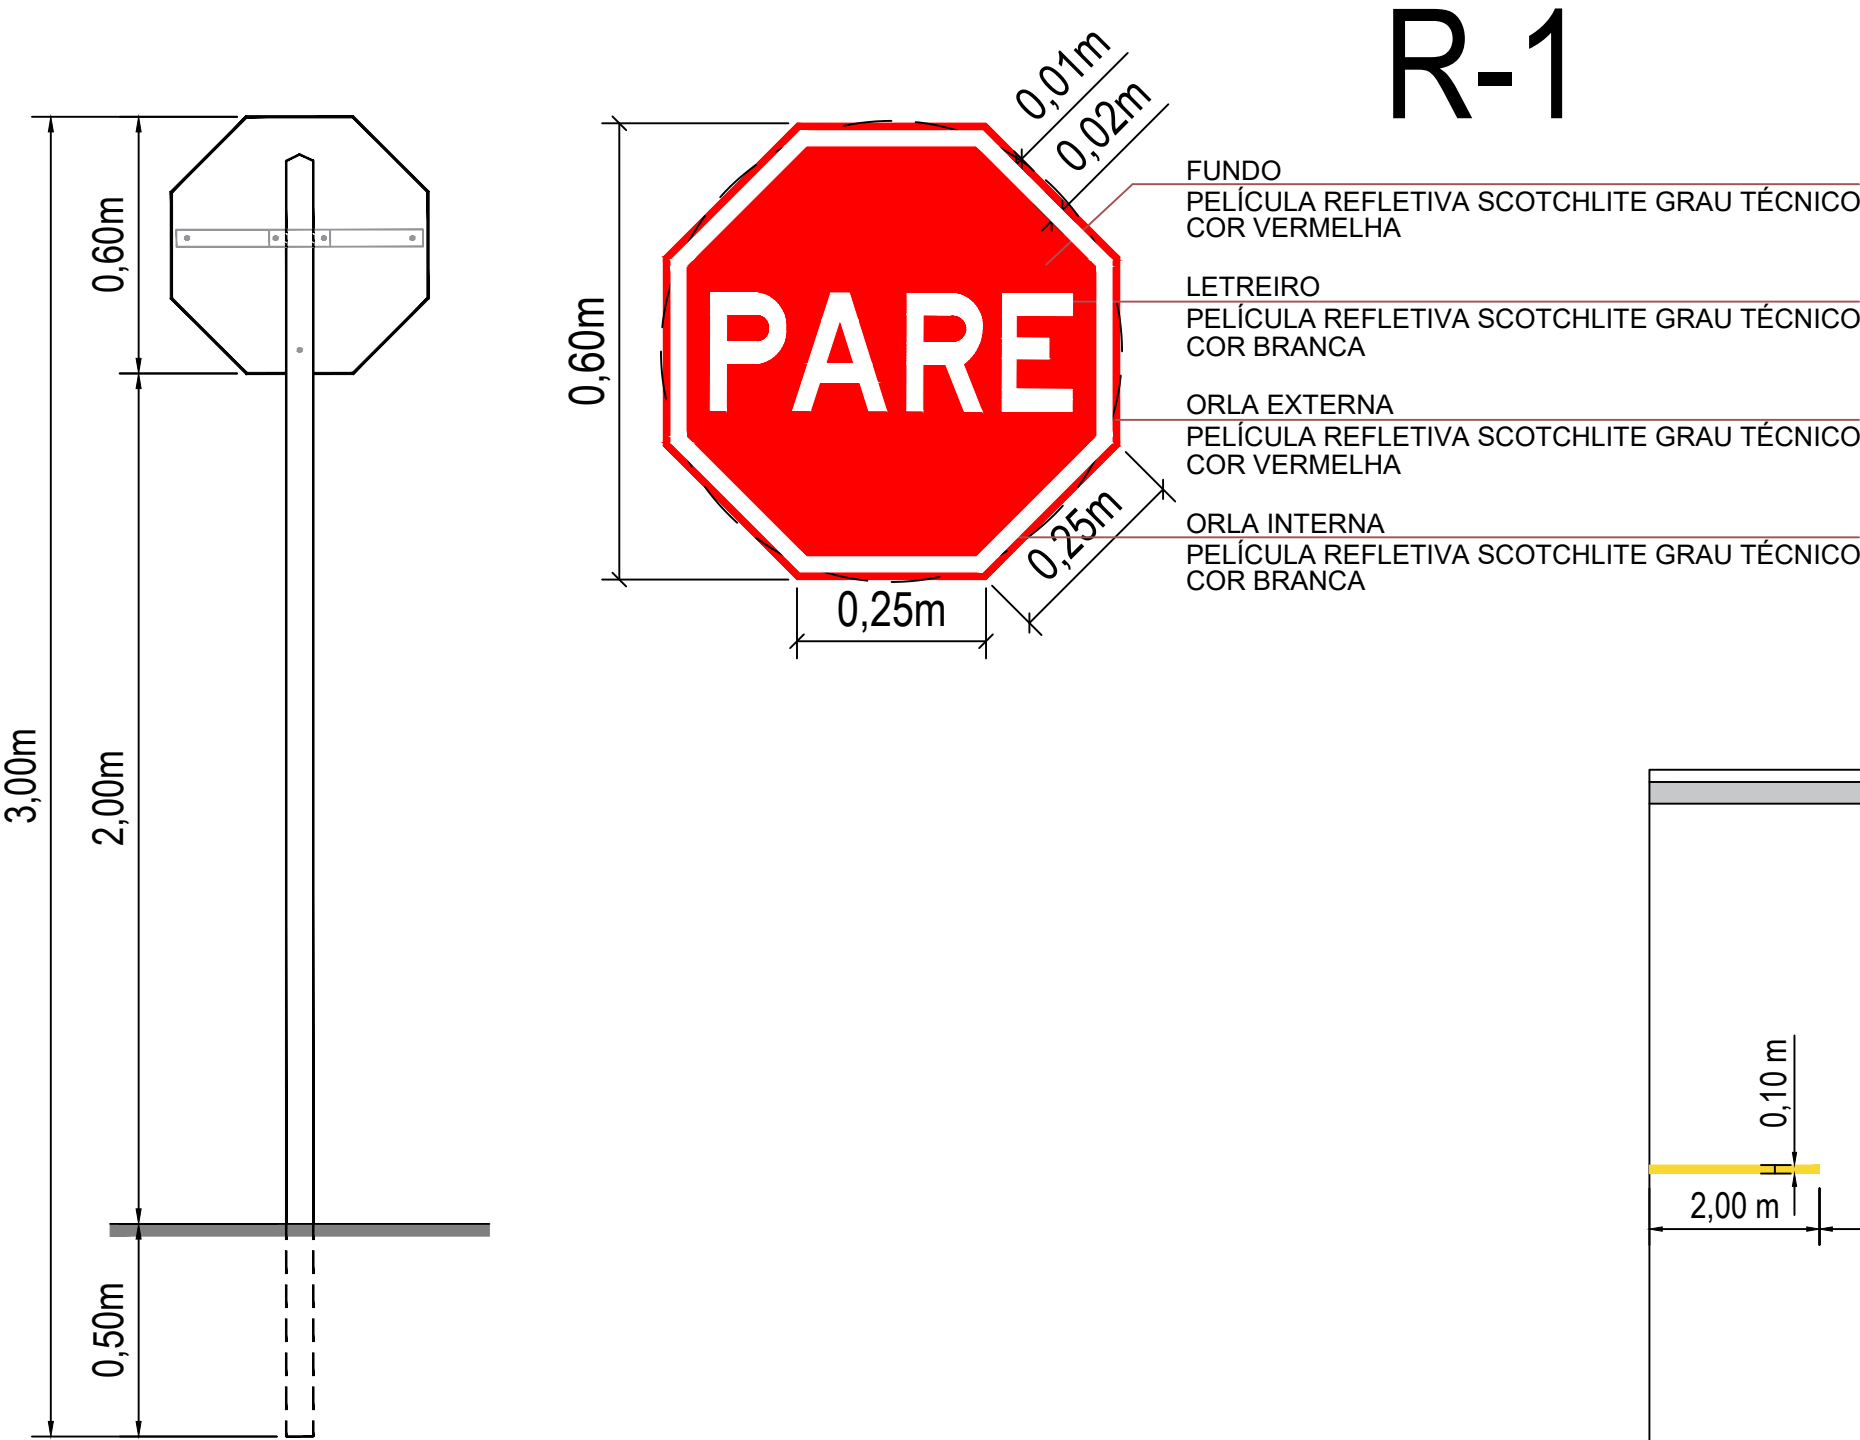 R-1
0,01m
0,02m
FUNDO
PELÍCULA REFLETIVA SCOTCHLITE GRAU TÉCNICO
COR VERMELHA
0,60m
0,60m
LETREIRO
PELÍCULA REFLETIVA SCOTCHLITE GRAU TÉCNICO
COR BRANCA
PARE
ORLA EXTERNA
PELÍCULA REFLETIVA SCOTCHLITE GRAU TÉCNICO
COR VERMELHA
0,25m
ORLA INTERNA
PELÍCULA REFLETIVA SCOTCHLITE GRAU TÉCNICO
COR BRANCA
0,25m
3,00m
2,00m
0,10 m
2,00 m
0,50m